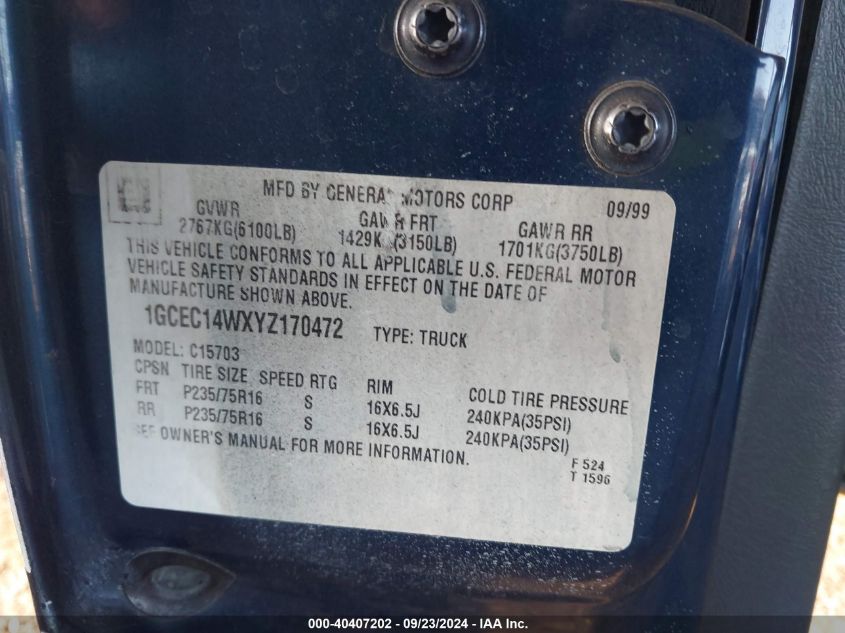 MFD BY GENERAL MOTORS CORP 09/99
GVWR GAWR FRT GAWR RR
2767KG(6100LB) 1429KG(3150LB) 1701KG(3750LB)
THIS VEHICLE CONFORMS TO ALL APPLICABLE U.S. FEDERAL MOTOR
VEHICLE SAFETY STANDARDS IN EFFECT ON THE DATE OF
MANUFACTURE SHOWN ABOVE.
1GCEC14WXYZ170472 TYPE: TRUCK
MODEL: C15703
CPSN TIRE SIZE SPEED RTG RIM COLD TIRE PRESSURE
FRT P235/75R16 S 16X6.5J 240KPA(35PSI)
RR P235/75R16 S 16X6.5J 240KPA(35PSI)
SEE OWNER'S MANUAL FOR MORE INFORMATION.
F 524
T 1596
000-40407202 - 09/23/2024 - IAA Inc.